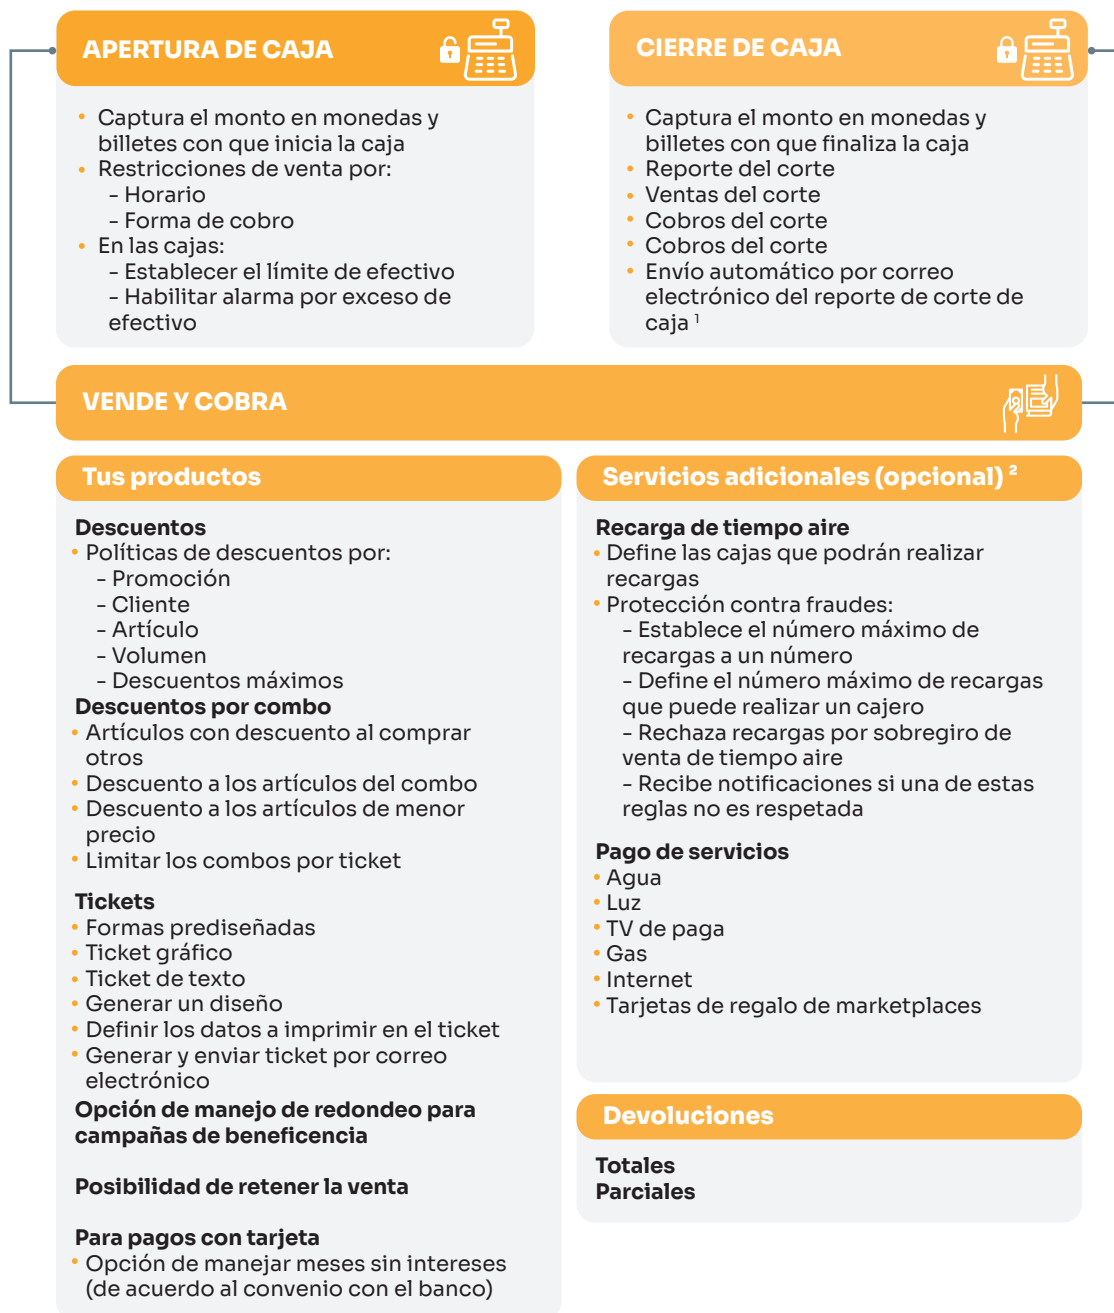 APERTURA DE CAJA
• Captura el monto en monedas y
billetes con que inicia la caja
• Restricciones de venta por:
- Horario
- Forma de cobro
• En las cajas:
- Establecer el límite de efectivo
- Habilitar alarma por exceso de
efectivo
CIERRE DE CAJA
• Captura el monto en monedas y
billetes con que finaliza la caja
• Reporte del corte
• Ventas del corte
• Cobros del corte
• Cobros del corte
• Envío automático por correo
electrónico del reporte de corte de
caja ¹
VENDE Y COBRA
Tus productos
Descuentos
• Políticas de descuentos por:
- Promoción
- Cliente
- Artículo
- Volumen
- Descuentos máximos
Descuentos por combo
• Artículos con descuento al comprar
otros
• Descuento a los artículos del combo
• Descuento a los artículos de menor
precio
• Limitar los combos por ticket
Tickets
• Formas prediseñadas
• Ticket gráfico
• Ticket de texto
• Generar un diseño
• Definir los datos a imprimir en el ticket
• Generar y enviar ticket por correo
electrónico
Opción de manejo de redondeo para
campañas de beneficencia
Posibilidad de retener la venta
Para pagos con tarjeta
• Opción de manejar meses sin intereses
(de acuerdo al convenio con el banco)
Servicios adicionales (opcional) ²
Recarga de tiempo aire
• Define las cajas que podrán realizar
recargas
• Protección contra fraudes:
- Establece el número máximo de
recargas a un número
- Define el número máximo de recargas
que puede realizar un cajero
- Rechaza recargas por sobregiro de
venta de tiempo aire
- Recibe notificaciones si una de estas
reglas no es respetada
Pago de servicios
• Agua
• Luz
• TV de paga
• Gas
• Internet
• Tarjetas de regalo de marketplaces
Devoluciones
Totales
Parciales